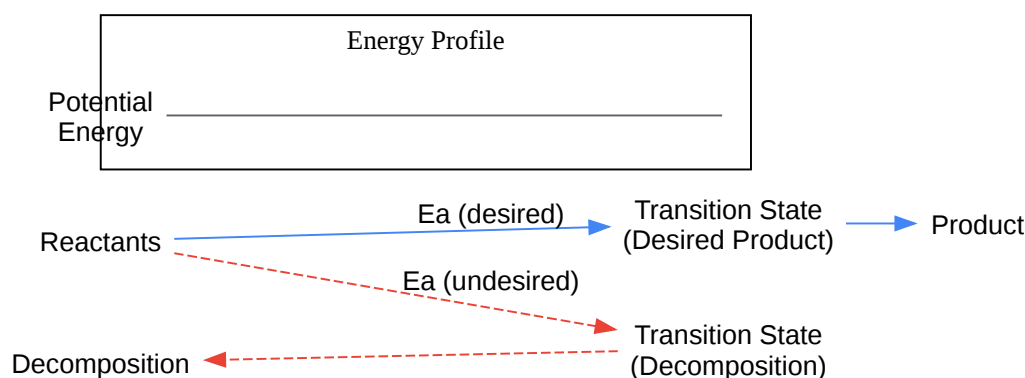 Energy Profile
Potential
Energy
Ea (desired)
Transition State
(Desired Product)
Product
Reactants
Ea (undesired)
Transition State
(Decomposition)
Decomposition